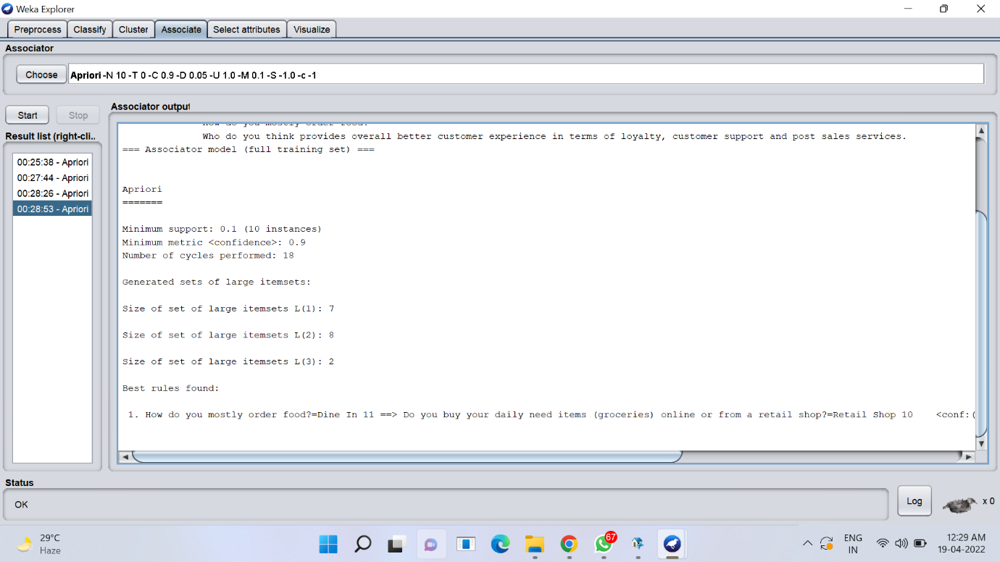 Weka Explorer
Preprocess Classify Cluster Associate Select attributes Visualize
Associator
Choose Apriori -N 10 -T 0 -C 0.9 -D 0.05 -U 1.0 -M 0.1 -S -1.0 -c -1
Start Stop
Result list (right-cli..
00:25:38 - Apriori
00:27:44 - Apriori
00:28:26 - Apriori
00:28:53 - Apriori
Associator output
How do you mostly order food?
Who do you think provides overall better customer experience in terms of loyalty, customer support and post sales services.
=== Associator model (full training set) ===
Apriori
=======
Minimum support: 0.1 (10 instances)
Minimum metric <confidence>: 0.9
Number of cycles performed: 18
Generated sets of large itemsets:
Size of set of large itemsets L(1): 7
Size of set of large itemsets L(2): 8
Size of set of large itemsets L(3): 2
Best rules found:
1. How do you mostly order food?=Dine In 11 ==> Do you buy your daily need items (groceries) online or from a retail shop?=Retail Shop 10 <conf:(
Status
OK
Log
x 0
29°C
Haze
67
ENG
IN
12:29 AM
19-04-2022